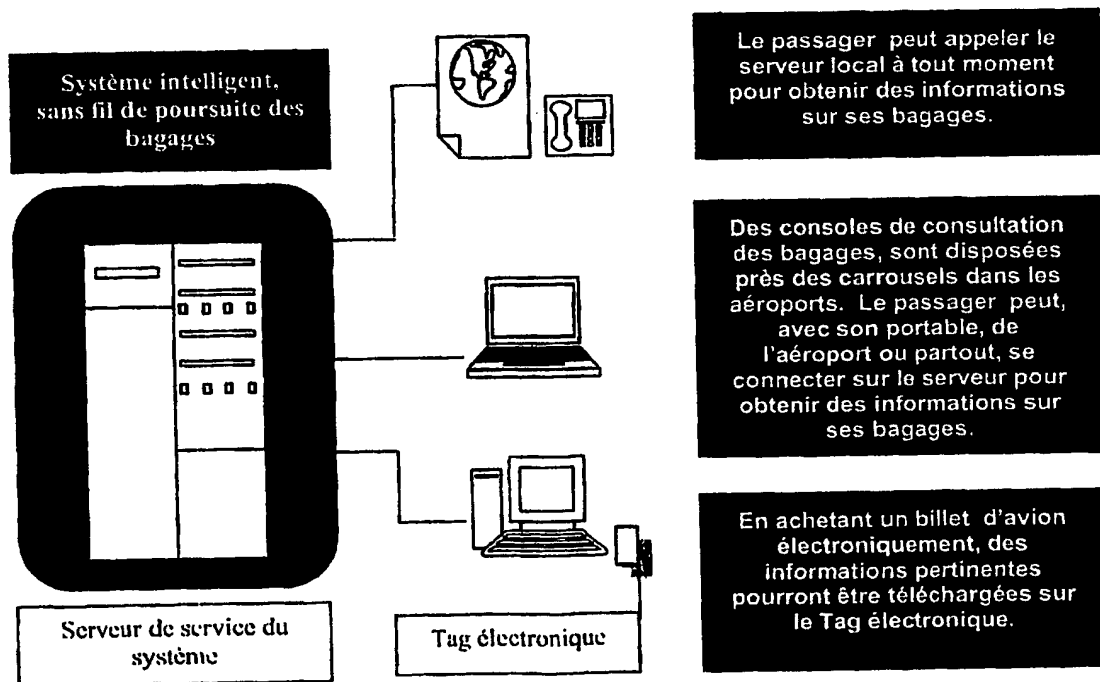 Système intelligent,
sans fil de poursuite des
bagages
Le passager peut appeler le
serveur local à tout moment
pour obtenir des informations
sur ses bagages.
Des consoles de consultation
des bagages, sont disposées
près des carrousels dans les
aéroports. Le passager peut,
avec son portable, de
l'aéroport ou partout, se
connecter sur le serveur pour
obtenir des informations sur
ses bagages.
En achetant un billet d'avion
électroniquement, des
informations pertinentes
pourront être téléchargées sur
le Tag électronique.
Serveur de service du
système
Tag électronique